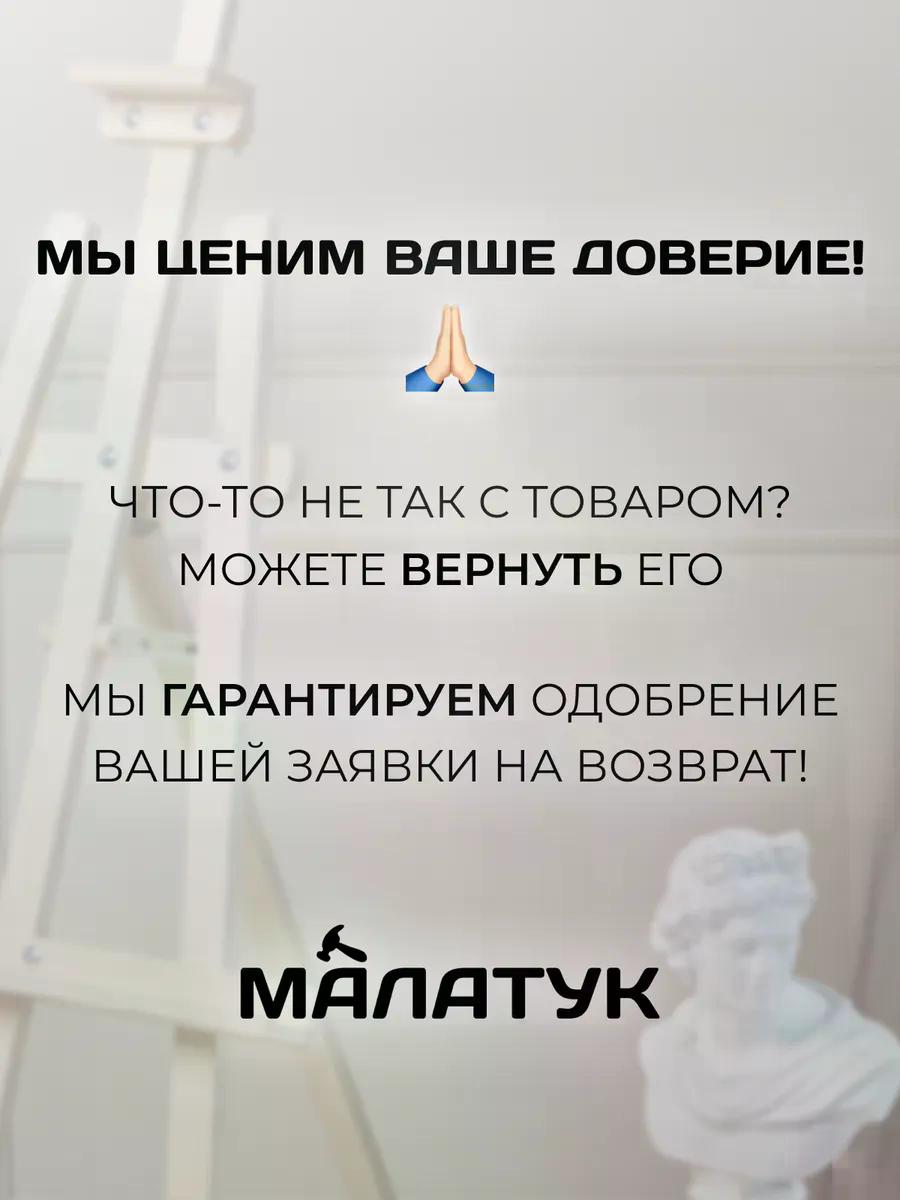 МЫ ЦЕНИМ ВАШЕ ДОВЕРИЕ!
ЧТО-ТО НЕ ТАК С ТОВАРОМ?
МОЖЕТЕ ВЕРНУТЬ ЕГО
МЫ ГАРАНТИРУЕМ ОДОБРЕНИЕ
ВАШЕЙ ЗАЯВКИ НА ВОЗВРАТ!
МАЛАТУК